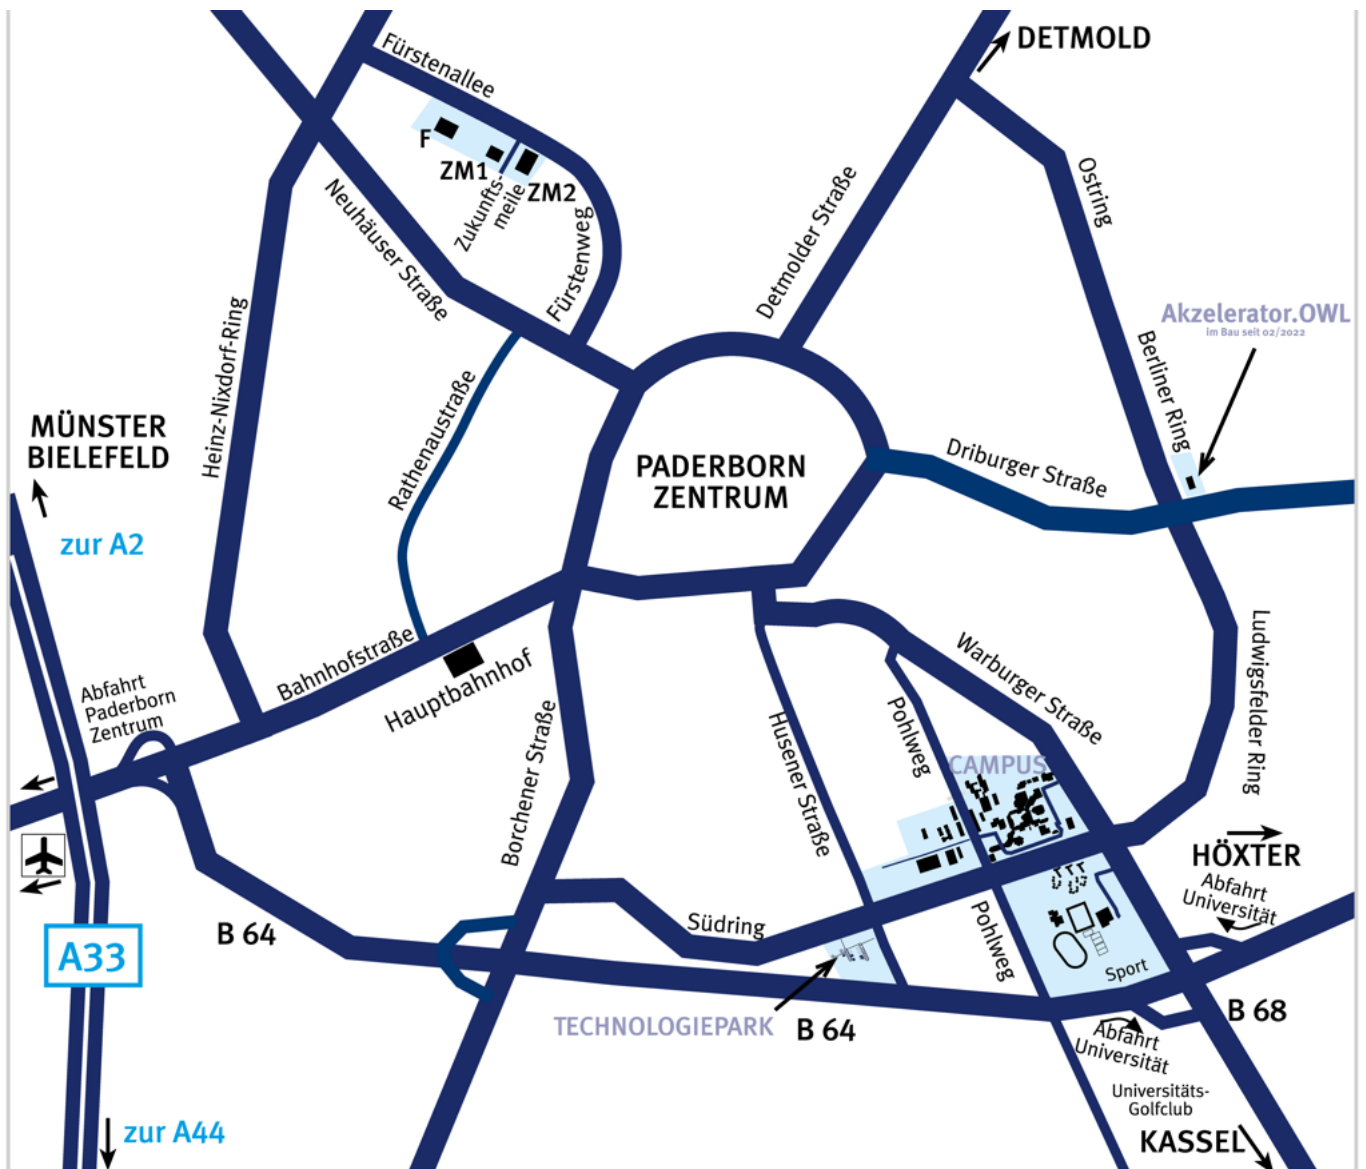 DETMOLD
Fürstenallee
F
ZM1
ZM2
Zukunfts-
meile
Fürstenweg
Neuhäuser Straße
Detmolder Straße
Ostring
Akzelerator.OWL
im Bau seit 02/2022
Berliner Ring
Heinz-Nixdorf-Ring
Rathenaustraße
MÜNSTER
BIELEFELD
zur A2
PADERBORN
ZENTRUM
Driburger Straße
Ludwigsfelder Ring
Bahnhofstraße
Hauptbahnhof
Abfahrt
Paderborn
Zentrum
Warburger Straße
Pohlweg
Husener Straße
Borchener Straße
CAMPUS
HÖXTER
Abfahrt
Universität
A33
B 64
Südring
Pohlweg
Sport
TECHNOLOGIEPARK
B 64
B 68
Abfahrt
Universität
Universitäts-
Golfclub
KASSEL
zur A44